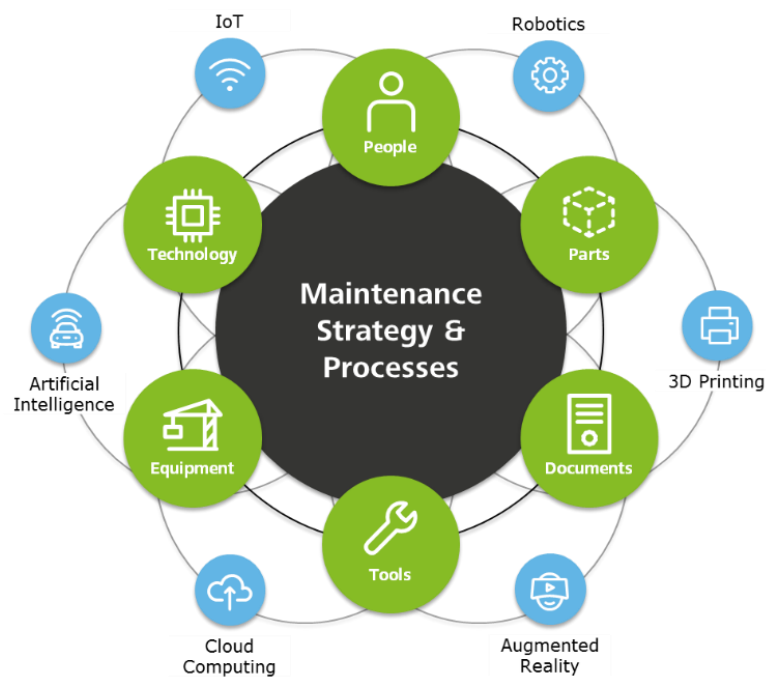 IoT
Robotics
People
Technology
Parts
Maintenance
Strategy &
Processes
Artificial
Intelligence
3D Printing
Equipment
Documents
Tools
Cloud
Computing
Augmented
Reality